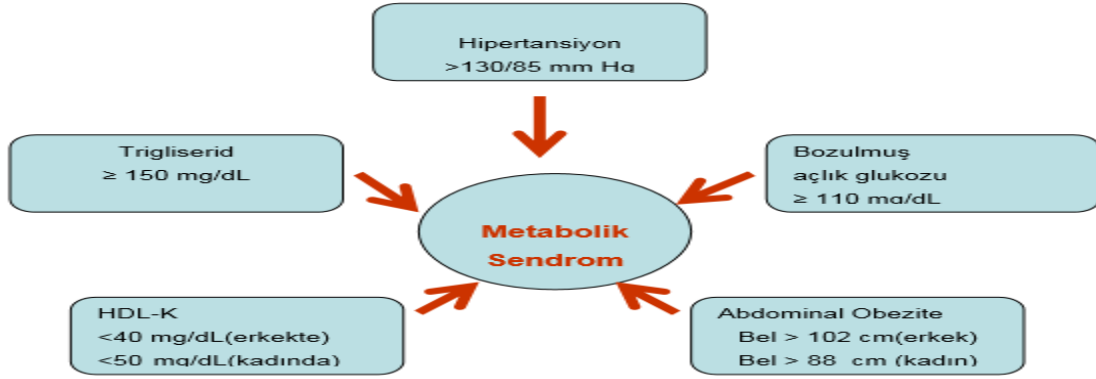 Hipertansiyon
>130/85 mm Hg
Trigliserid
≥ 150 mg/dL
Bozulmuş
açlık glukozu
≥ 110 mg/dL
Metabolik
Sendrom
HDL-K
<40 mg/dL(erkekte)
<50 mg/dL(kadında)
Abdominal Obezite
Bel > 102 cm(erkek)
Bel > 88 cm (kadın)